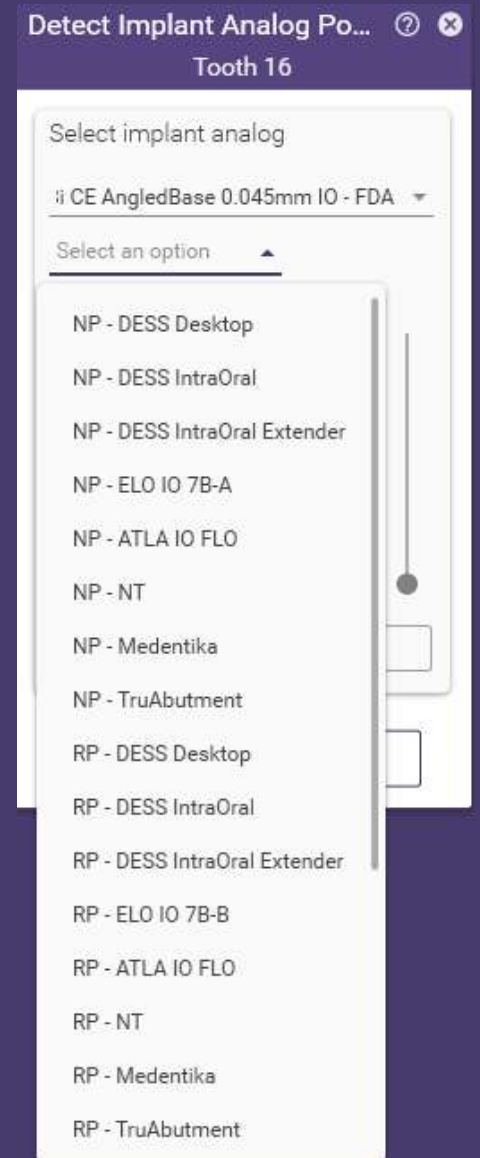 Detect Implant Analog Po...
Tooth 16
Select implant analog
CE AngledBase 0.045mm IO - FDA
Select an option
NP - DESS Desktop
NP - DESS IntraOral
NP - DESS IntraOral Extender
NP - ELO IO 7B-A
NP - ATLA IO FLO
NP - NT
NP - Medentika
NP - TruAbutment
RP - DESS Desktop
RP - DESS IntraOral
RP - DESS IntraOral Extender
RP - ELO IO 7B-B
RP - ATLA IO FLO
RP - NT
RP - Medentika
RP - TruAbutment